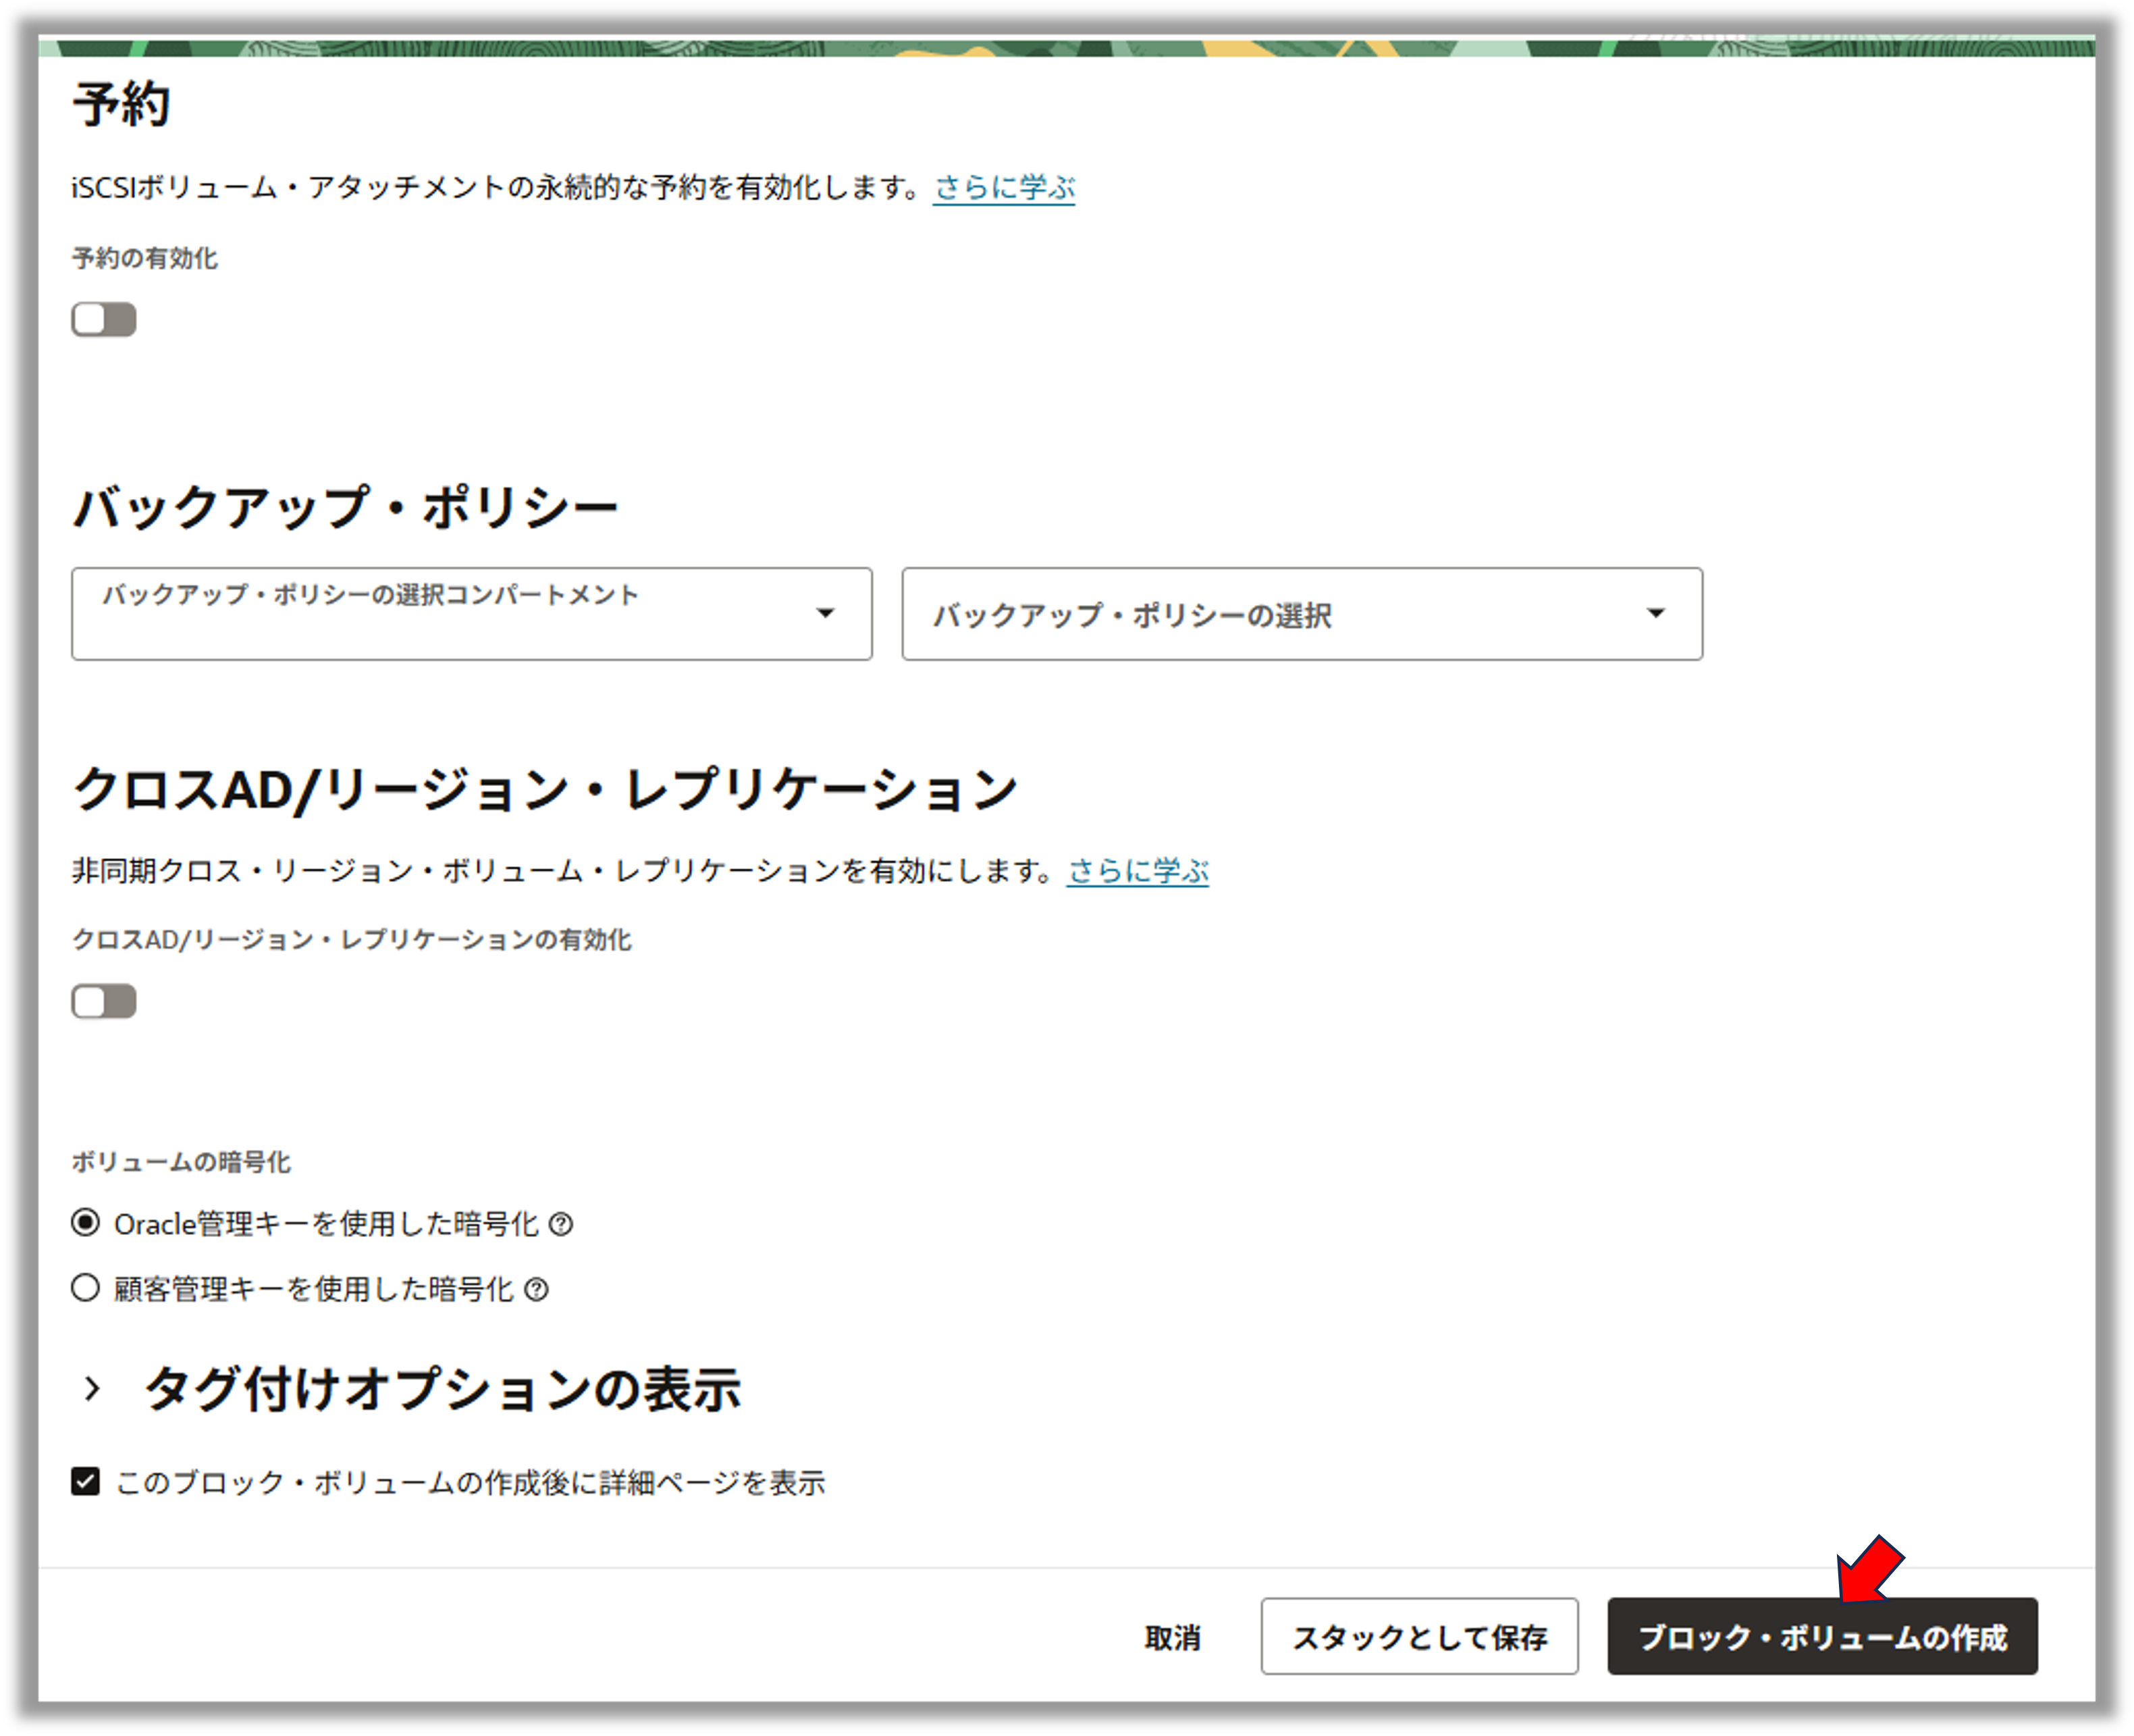 予約
iSCSIボリューム・アタッチメントの永続的な予約を有効化します。さらに学ぶ
予約の有効化
バックアップ・ポリシー
バックアップ・ポリシーの選択コンパートメント
バックアップ・ポリシーの選択
クロスAD/リージョン・レプリケーション
非同期クロス・リージョン・ボリューム・レプリケーションを有効にします。さらに学ぶ
クロスAD/リージョン・レプリケーションの有効化
ボリュームの暗号化
Oracle管理キーを使用した暗号化
顧客管理キーを使用した暗号化
タグ付けオプションの表示
このブロック・ボリュームの作成後に詳細ページを表示
取消
スタックとして保存
ブロック・ボリュームの作成